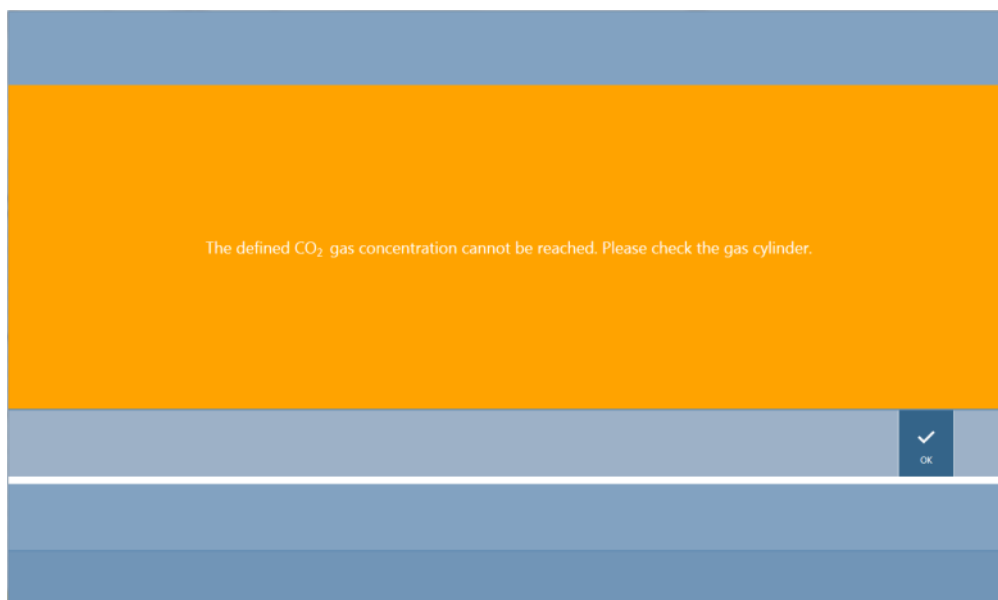 The defined CO₂ gas concentration cannot be reached. Please check the gas cylinder.
OK